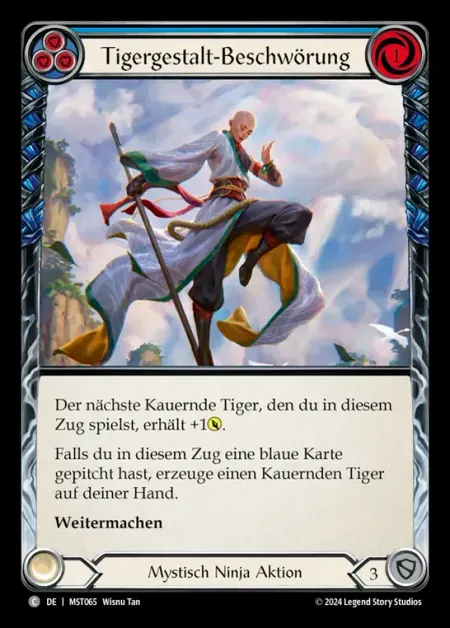 Tigergestalt-Beschwörung
1
Der nächste Kauernde Tiger, den du in diesem
Zug spielst, erhält +1.
Falls du in diesem Zug eine blaue Karte
gepitcht hast, erzeuge einen Kauernden Tiger
auf deiner Hand.
Weitermachen
Mystisch Ninja Aktion
3
C DE | MST065 Wisnu Tan
© 2024 Legend Story Studios